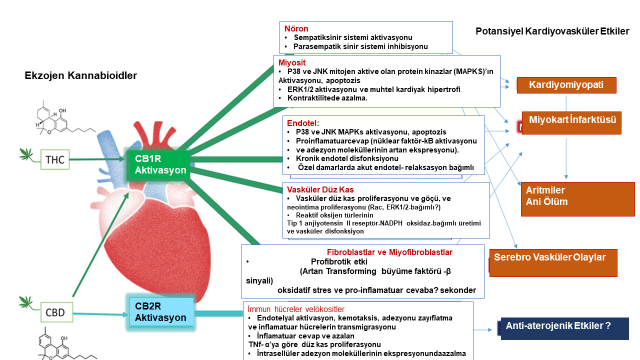 Potansiyel Kardiyovasküler Etkiler
Ekzojen Kannabioidler
THC
CBD
CB1R
Aktivasyon
CB2R
Aktivasyon
Nöron
• Sempatiksinir sistemi aktivasyonu
• Parasempatik sinir sistemi inhibisyonu
Miyosit
• P38 ve JNK mitojen aktive olan protein kinazlar (MAPKS)'ın
Aktivasyonu, apoptozis
• ERK1/2 aktivasyonu ve muhtel kardiyak hipertrofi
• Kontraktilitede azalma.
Endotel:
• P38 ve JNK MAPKs aktivasyonu, apoptozis
• Proinflamatuarcevap (nüklear faktör-kB aktivasyonu
ve adezyon moleküllerinin artan ekspresyonu).
• Kronik endotel disfonksiyonu
• Özel damarlarda akut endotel- relaksasyon bağımlı
Vasküler Düz Kas
• Vasküler düz kas proliferasyonu ve göçü, ve
neointima proliferasyonu (Rac, ERK1/2-bağımlı?)
• Reaktif oksijen türlerinin
Tip 1 anjiyotensin II reseptör-NADPH oksidaz-bağımlı üretimi
ve vasküler disfonksiyon
Fibroblastlar ve Miyofibroblastlar
• Profibrotik etki
(Artan Transforming büyüme faktörü -β
sinyali)
oksidatif stres ve pro-inflamatuar cevaba? sekonder
İmmun hücreler velökositler
• Endotelyal aktivasyon, kemotaksis, adezyonu zayıflatma
ve inflamatuar hücrelerin transmigrasyonu
• İnflamatuar cevap ve azalan
TNf- α'ya göre düz kas proliferasyonu
• İntrasellüler adezyon moleküllerinin ekspresyonundaazalma
Kardiyomiyopati
Miyokart İnfarktüsü
Aritmiler
Ani Ölüm
Serebro Vasküler Olaylar
Anti-aterojenik Etkiler ?